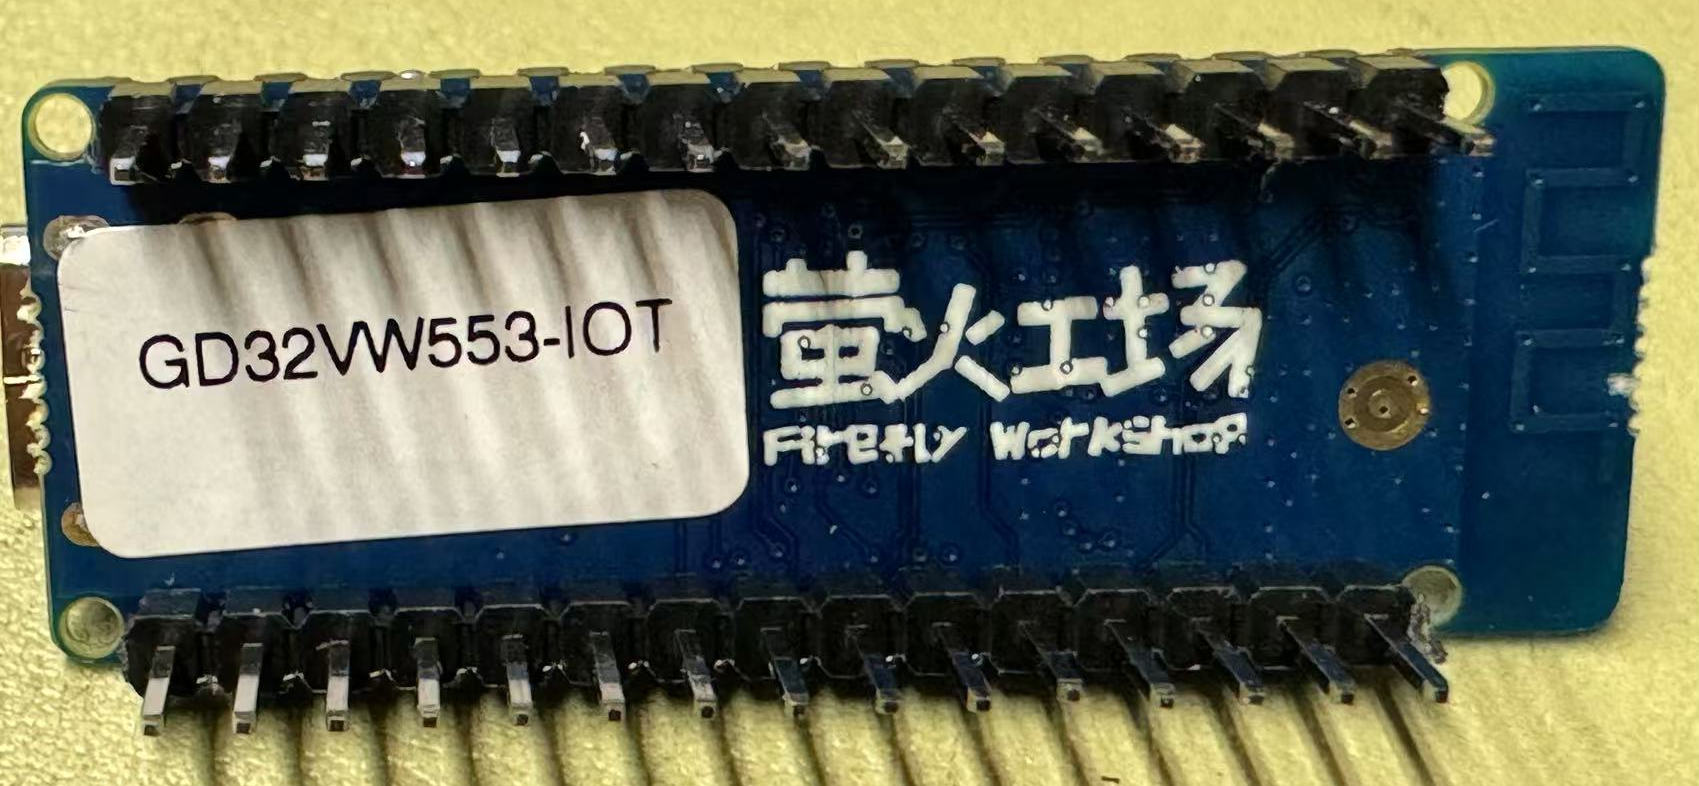 GD32VW553-IOT
萤火工场
Firefly Workshop